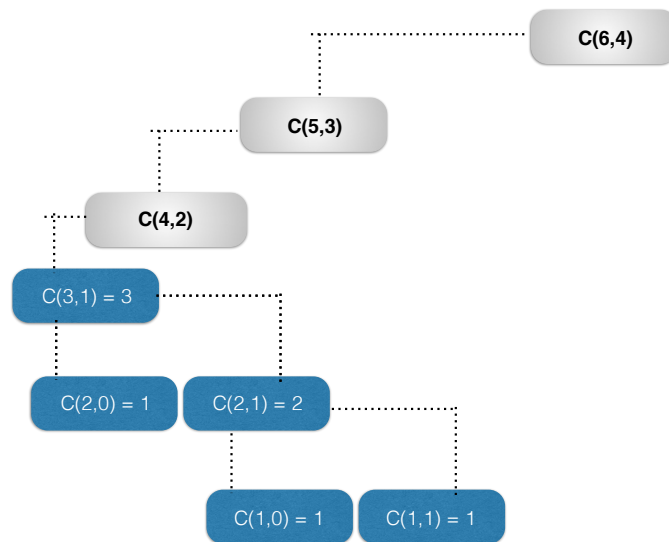 C(6,4)
C(5,3)
C(4,2)
C(3,1) = 3
C(2,0) = 1
C(2,1) = 2
C(1,0) = 1
C(1,1) = 1